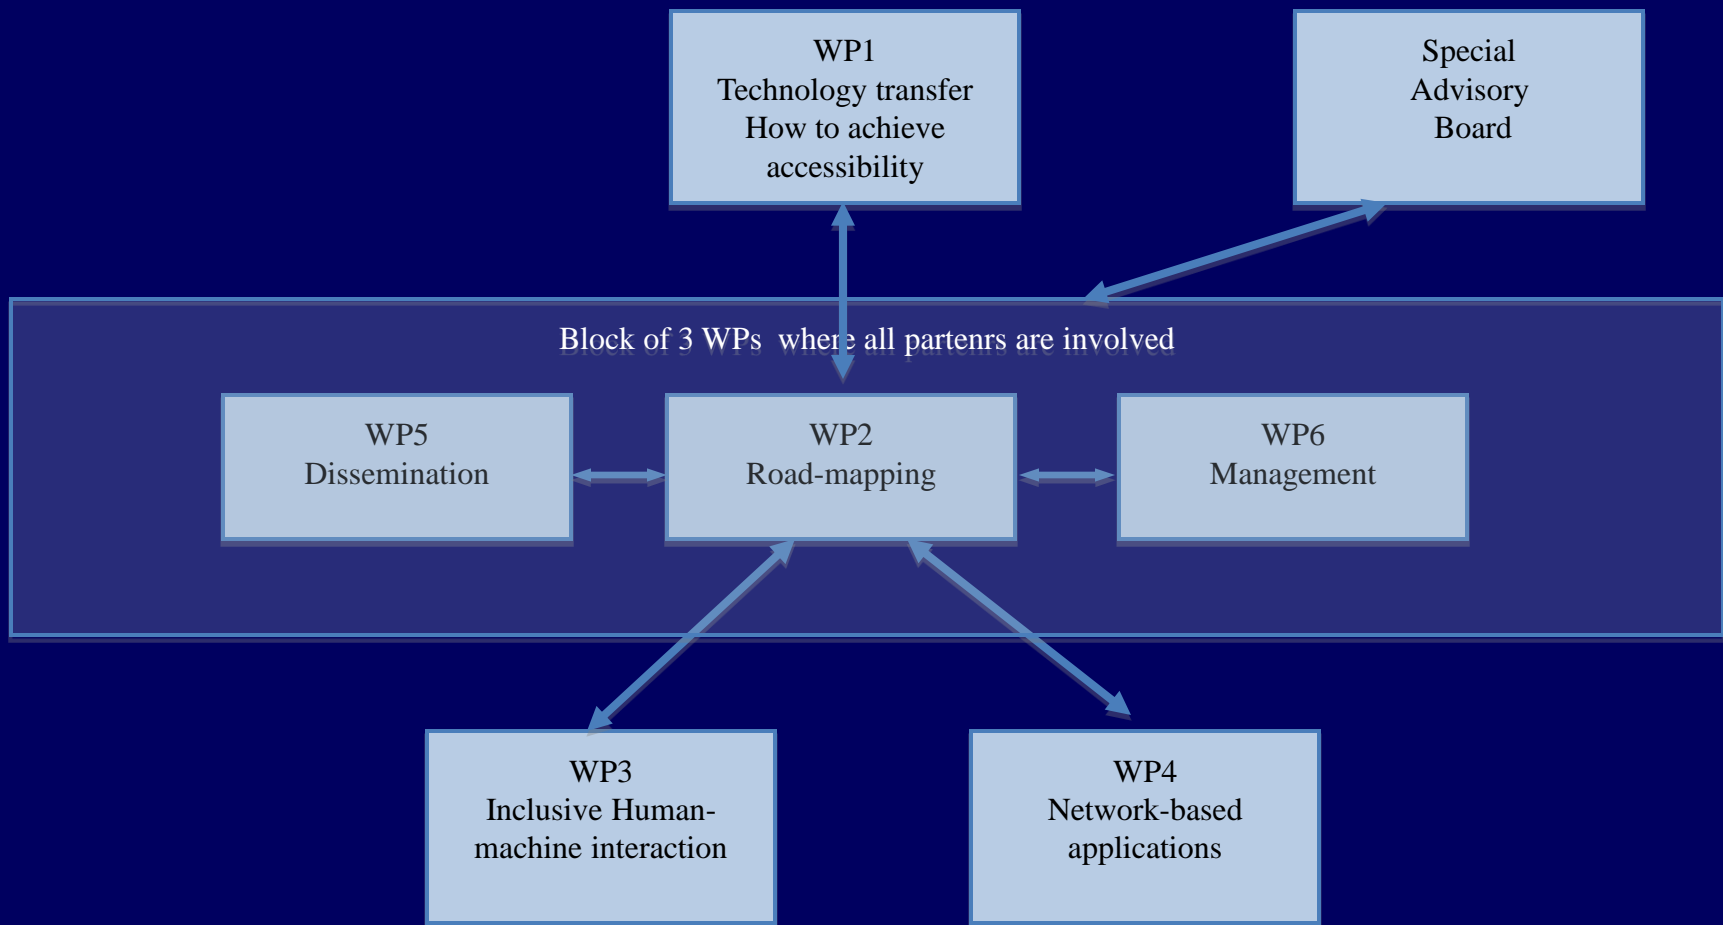 WP1
Technology transfer
How to achieve
accessibility
Special
Advisory
Board
Block of 3 WPs  where all partenrs are involved
WP5
Dissemination
WP2
Road-mapping
WP6
Management
WP3
Inclusive Human-
machine interaction
WP4
Network-based
applications